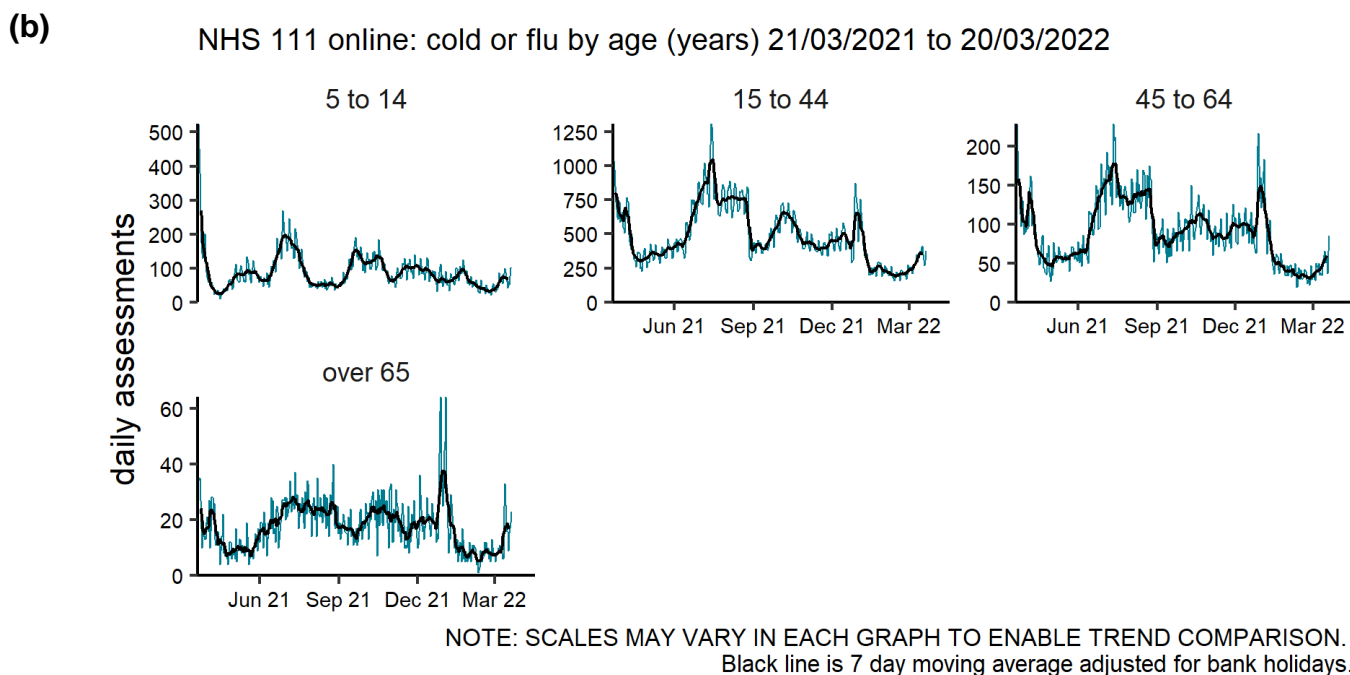 (b)
NHS 111 online: cold or flu by age (years) 21/03/2021 to 20/03/2022
daily assessments
5 to 14
500
400
300
200
100
0
15 to 44
1250
1000
750
500
250
0
Jun 21 Sep 21 Dec 21 Mar 22
45 to 64
200
150
100
50
0
Jun 21 Sep 21 Dec 21 Mar 22
over 65
60
40
20
0
Jun 21 Sep 21 Dec 21 Mar 22
NOTE: SCALES MAY VARY IN EACH GRAPH TO ENABLE TREND COMPARISON.
Black line is 7 day moving average adjusted for bank holidays.